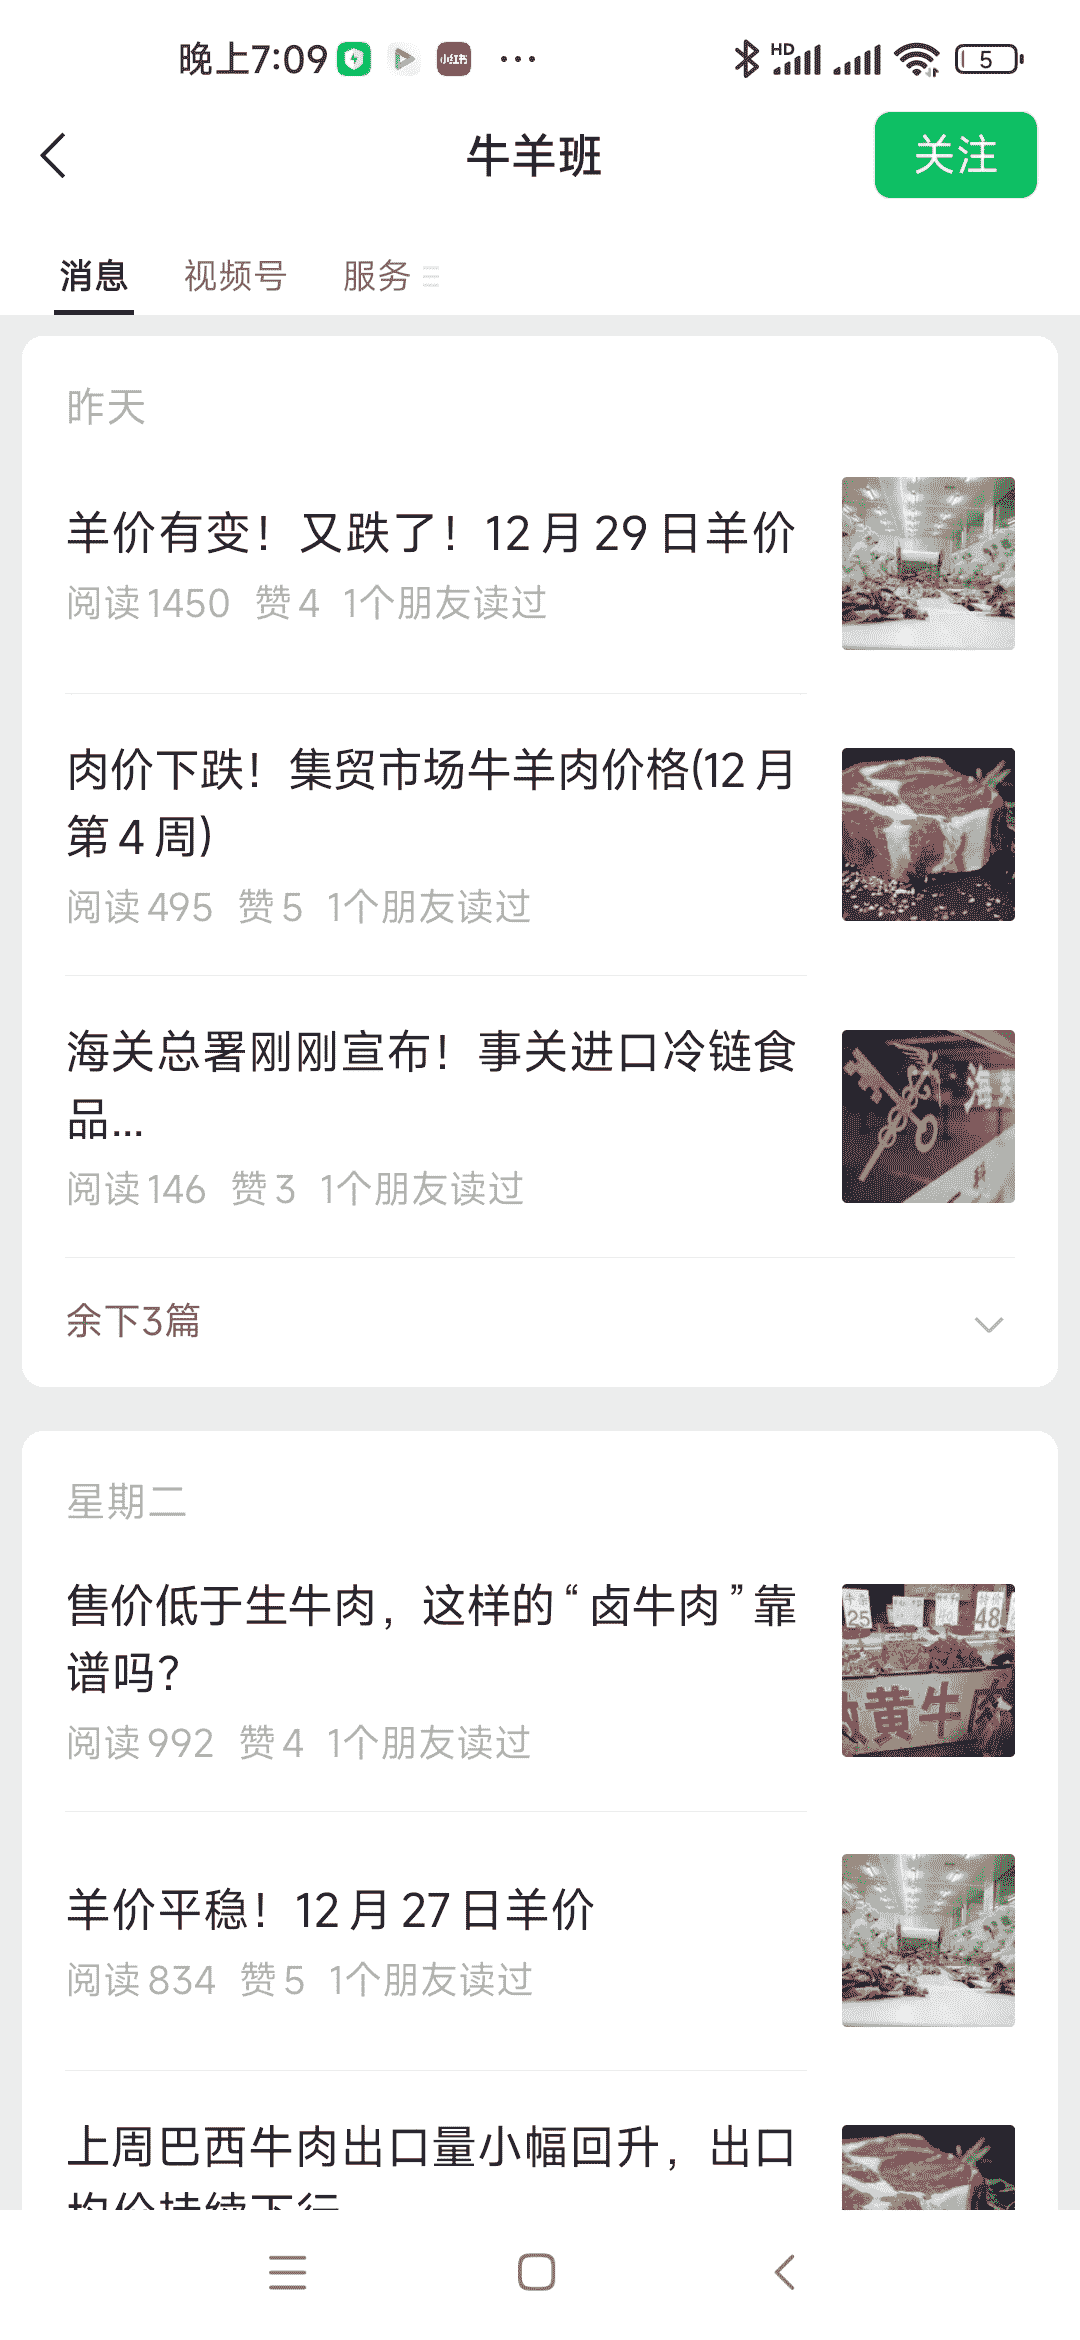 晚上7:09 小红书 ... HD 5
牛羊班
关注
消息 视频号 服务
昨天
羊价有变！又跌了！12月29日羊价
阅读1450 赞4 1个朋友读过
肉价下跌！集贸市场牛羊肉价格(12月
第4周)
阅读495 赞5 1个朋友读过
海关总署刚刚宣布！事关进口冷链食
品...
阅读146 赞3 1个朋友读过
海
余下3篇
星期二
售价低于生牛肉，这样的“卤牛肉”靠
谱吗？
阅读992 赞4 1个朋友读过
25
48
黄牛肉
羊价平稳！12月27日羊价
阅读834 赞5 1个朋友读过
上周巴西牛肉出口量小幅回升，出口
均价持续下行